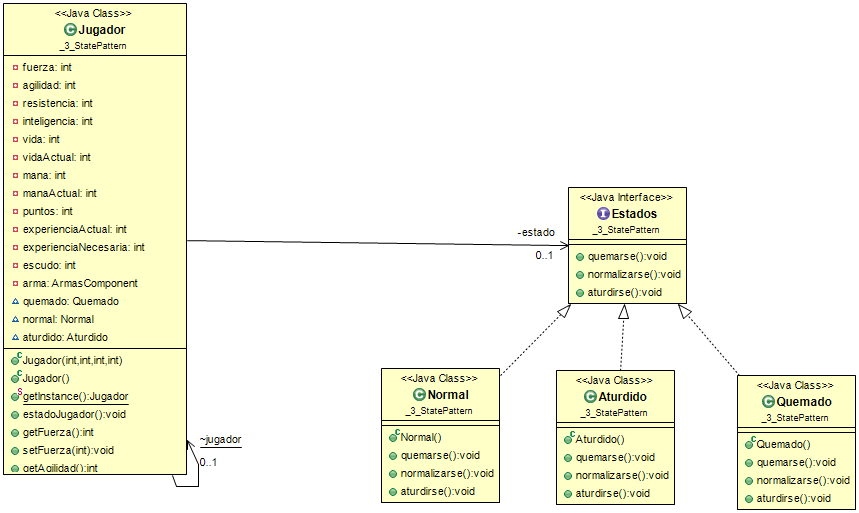 <<Java Class>>
Jugador
_3_StatePattern
fuerza: int
agilidad: int
resistencia: int
inteligencia: int
vida: int
vidaActual: int
mana: int
manaActual: int
puntos: int
experienciaActual: int
experienciaNecesaria: int
escudo: int
arma: ArmasComponent
quemado: Quemado
normal: Normal
aturdido: Aturdido
Jugador(int,int,int,int)
Jugador()
getInstance():Jugador
estadoJugador():void
getFuerza():int
setFuerza(int):void
getAgilidad():int
~jugador
0..1
-estado
0..1
<<Java Interface>>
Estados
_3_StatePattern
quemarse():void
normalizarse():void
aturdirse():void
<<Java Class>>
Normal
_3_StatePattern
Normal()
quemarse():void
normalizarse():void
aturdirse():void
<<Java Class>>
Aturdido
_3_StatePattern
Aturdido()
quemarse():void
normalizarse():void
aturdirse():void
<<Java Class>>
Quemado
_3_StatePattern
Quemado()
quemarse():void
normalizarse():void
aturdirse():void